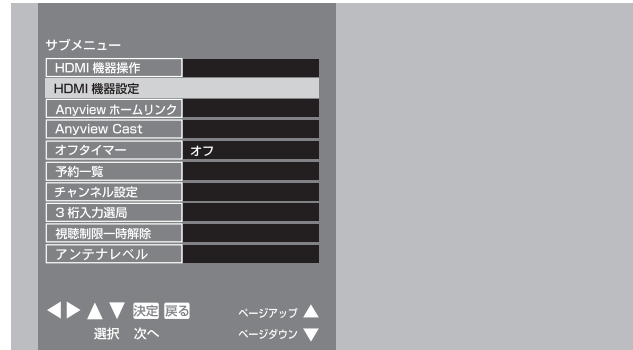 サブメニュー
HDMI 機器操作
HDMI 機器設定
Anyview ホームリンク
Anyview Cast
オフタイマー オフ
予約一覧
チャンネル設定
3 桁入力選局
視聴制限一時解除
アンテナレベル
◀▶▲▼ 決定 戻る ページアップ ▲
選択 次へ ページダウン ▼